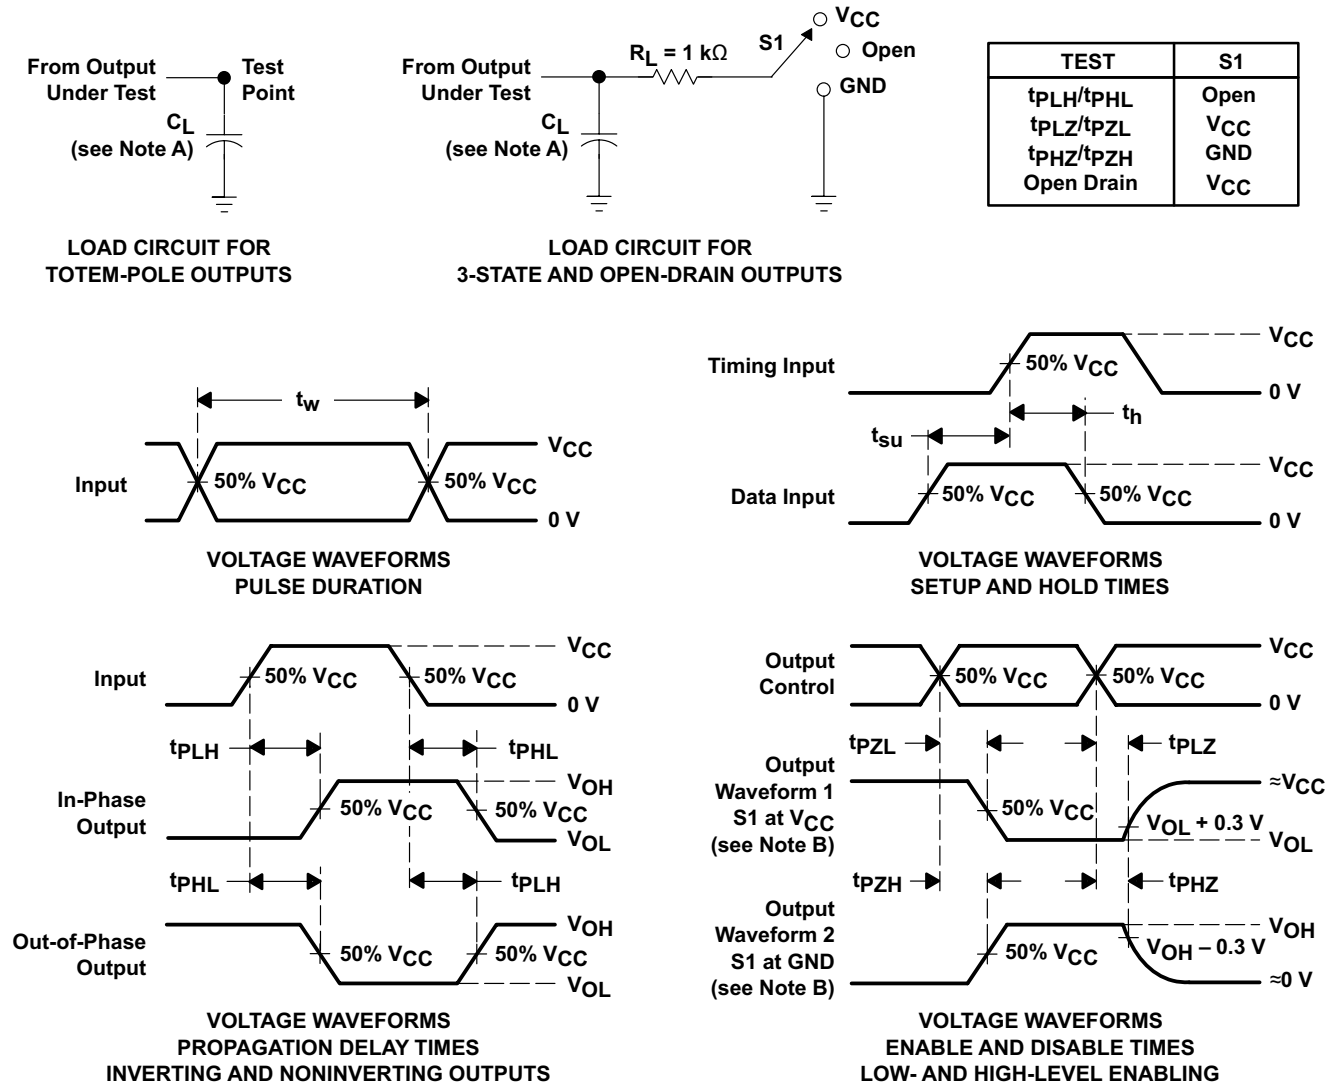 From Output
Under Test
Test
Point
CL
(see Note A)
LOAD CIRCUIT FOR
TOTEM-POLE OUTPUTS
From Output
Under Test
RL = 1 kΩ
S1
VCC
Open
GND
CL
(see Note A)
LOAD CIRCUIT FOR
3-STATE AND OPEN-DRAIN OUTPUTS
TEST S1
tPLH/tPHL Open
tPLZ/tPZL VCC
tPHZ/tPZH GND
Open Drain VCC
tw
Input
50% VCC
50% VCC
VCC
0 V
VOLTAGE WAVEFORMS
PULSE DURATION
Timing Input
50% VCC
VCC
0 V
th
tsu
Data Input
50% VCC
50% VCC
VCC
0 V
VOLTAGE WAVEFORMS
SETUP AND HOLD TIMES
Input
50% VCC
50% VCC
VCC
0 V
tPLH
tPHL
In-Phase
Output
50% VCC
50% VCC
VOH
VOL
tPHL
tPLH
Out-of-Phase
Output
50% VCC
50% VCC
VOH
VOL
VOLTAGE WAVEFORMS
PROPAGATION DELAY TIMES
INVERTING AND NONINVERTING OUTPUTS
Output
Control
50% VCC
50% VCC
VCC
0 V
tPZL
tPLZ
Output
Waveform 1
S1 at VCC
(see Note B)
50% VCC
≈VCC
VOL + 0.3 V
VOL
tPZH
tPHZ
Output
Waveform 2
S1 at GND
(see Note B)
50% VCC
VOH
VOH – 0.3 V
≈0 V
VOLTAGE WAVEFORMS
ENABLE AND DISABLE TIMES
LOW- AND HIGH-LEVEL ENABLING